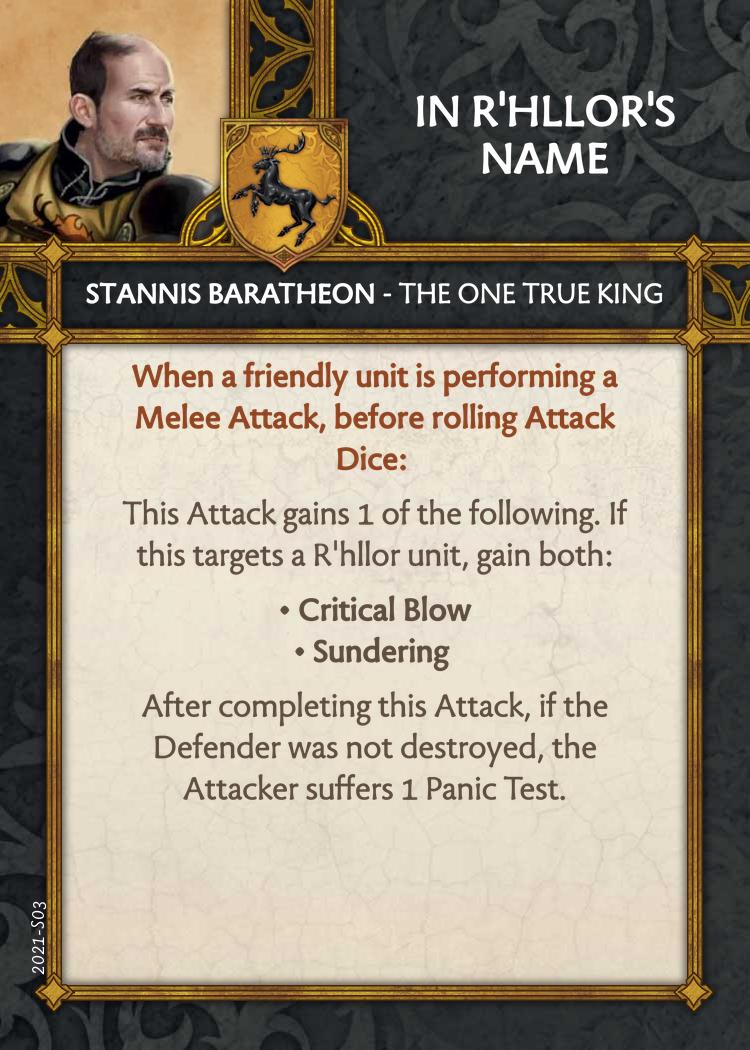 IN R'HLLOR'S
NAME
STANNIS BARATHEON - THE ONE TRUE KING
When a friendly unit is performing a
Melee Attack, before rolling Attack
Dice:
This Attack gains 1 of the following. If
this targets a R'hllor unit, gain both:
• Critical Blow
• Sundering
After completing this Attack, if the
Defender was not destroyed, the
Attacker suffers 1 Panic Test.
2021-S03